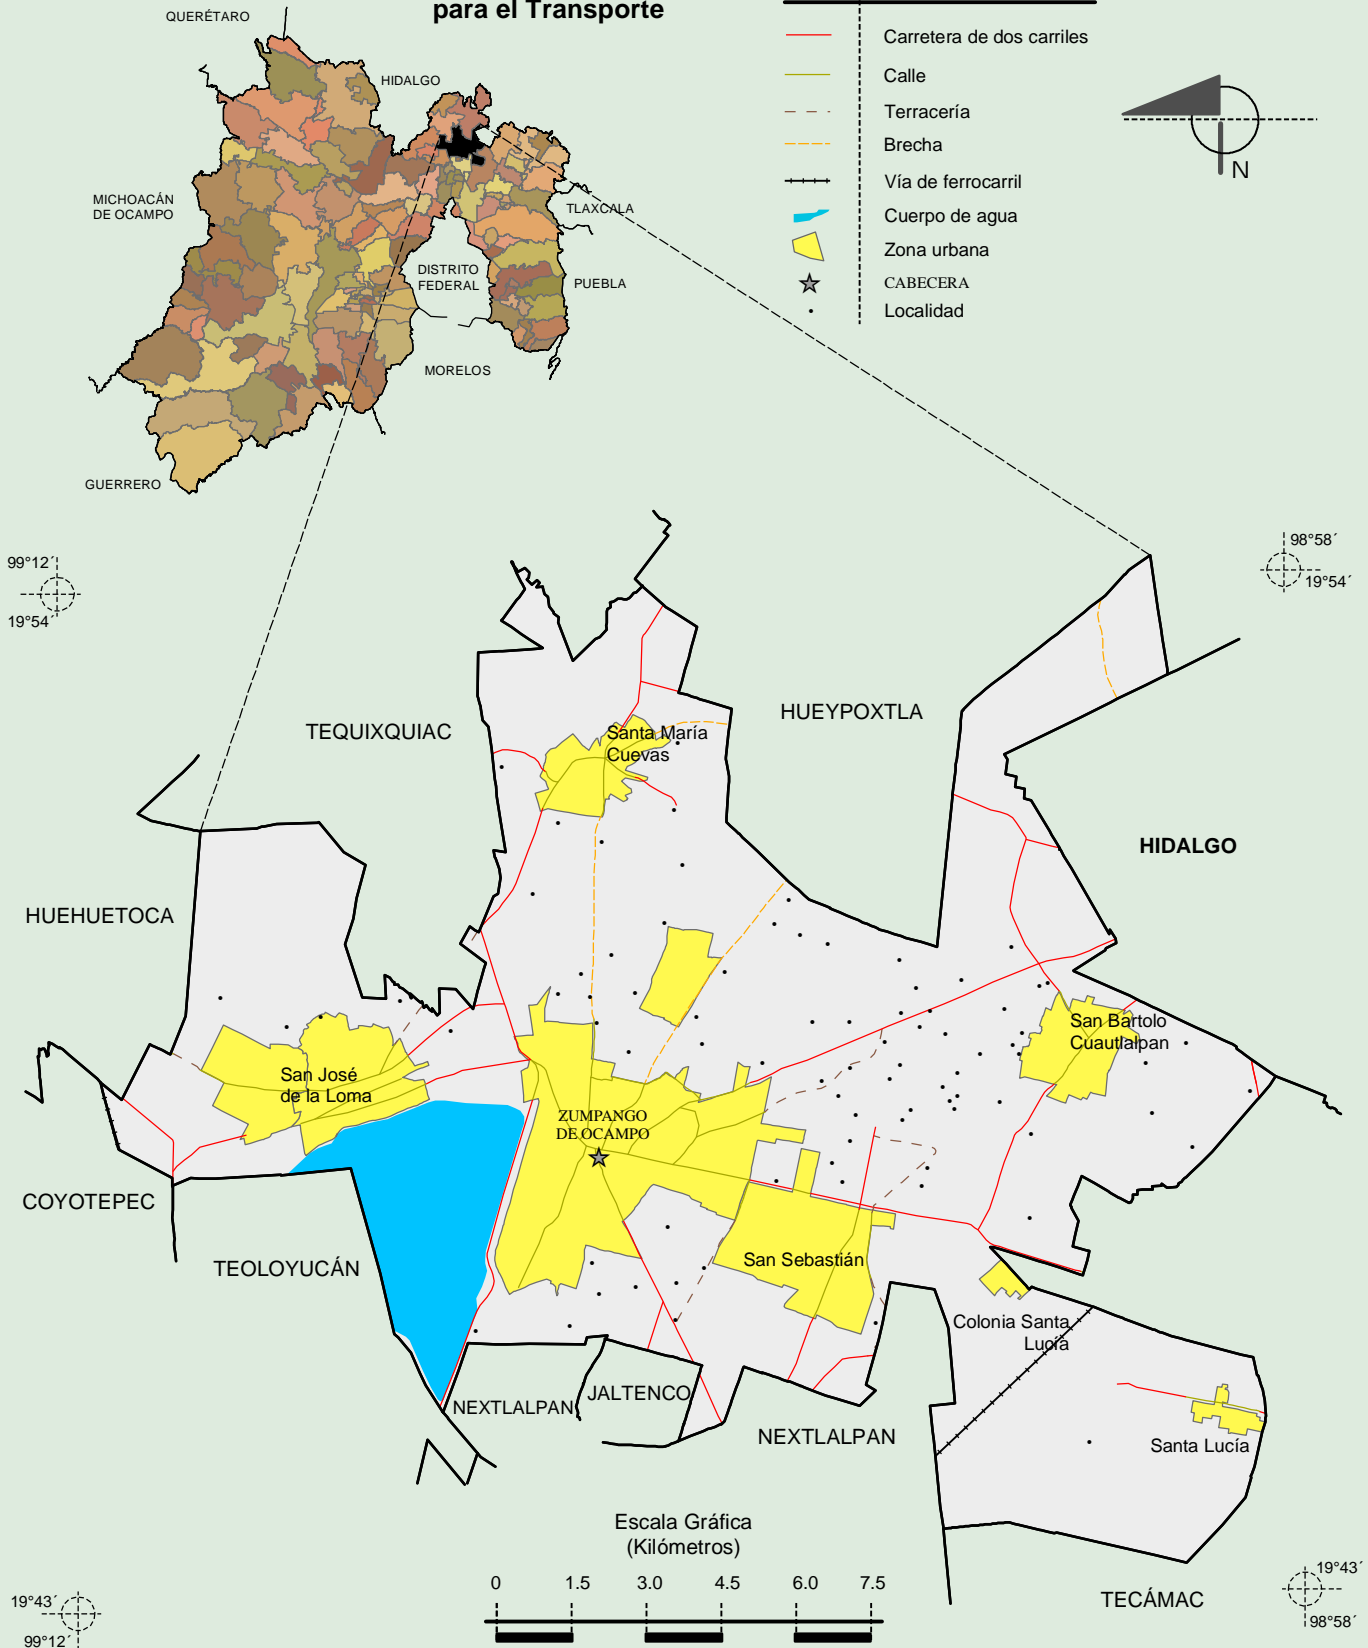 para el Transporte
QUERÉTARO
HIDALGO
MICHOACÁN
DE OCAMPO
TLAXCALA
DISTRITO
FEDERAL
PUEBLA
MORELOS
GUERRERO
Carretera de dos carriles
Calle
Terracería
Brecha
Vía de ferrocarril
Cuerpo de agua
Zona urbana
CABECERA
Localidad
N
99°12´
19°54´
98°58´
19°54´
TEQUIXQUIAC
HUEYPOXTLA
Santa María
Cuevas
HIDALGO
HUEHUETOCA
San José
de la Loma
San Bartolo
Cuautlalpan
ZUMPANGO
DE OCAMPO
COYOTEPEC
TEOLOYUCÁN
San Sebastián
Colonia Santa
Lucía
NEXTLALPAN
JALTENCO
NEXTLALPAN
Santa Lucía
TECÁMAC
Escala Gráfica
(Kilómetros)
0 1.5 3.0 4.5 6.0 7.5
19°43´
99°12´
19°43´
98°58´